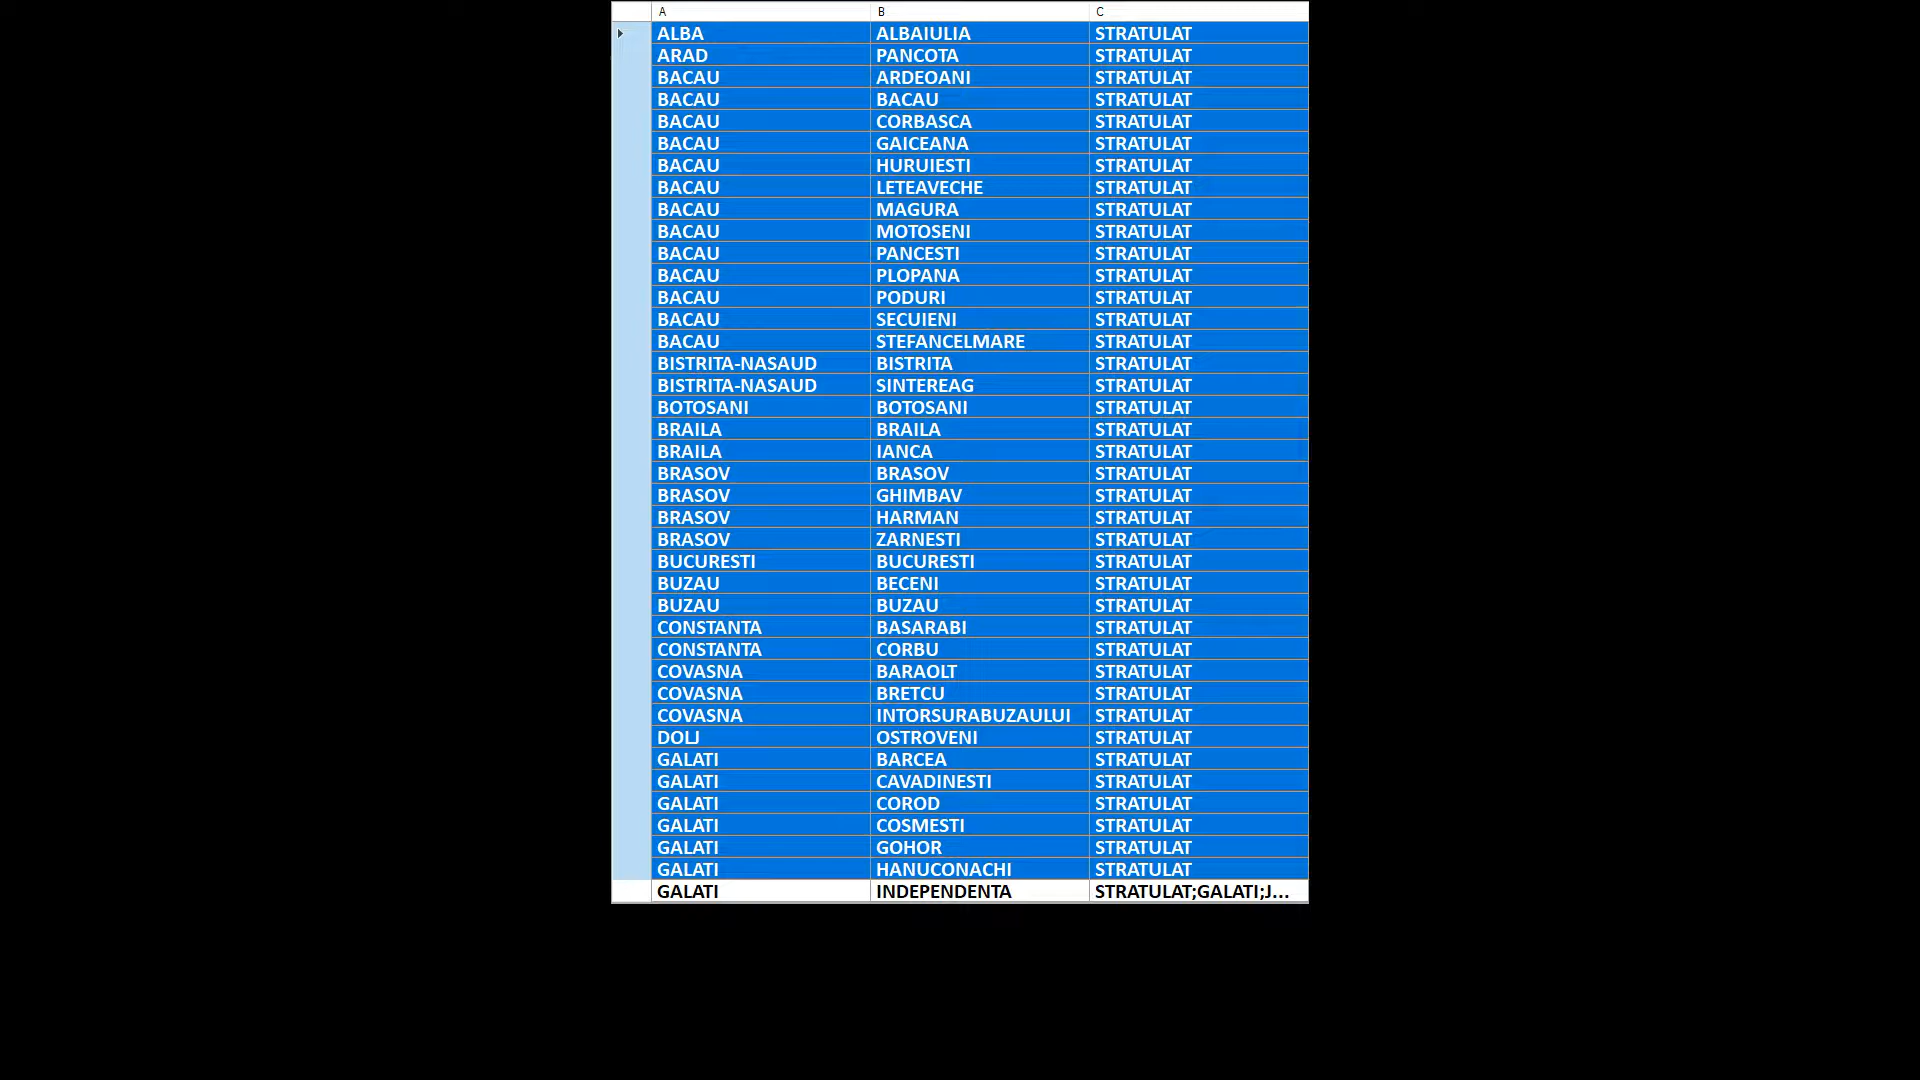 A B C
ALBA ALBAIULIA STRATULAT
ARAD PANCOTA STRATULAT
BACAU ARDEOANI STRATULAT
BACAU BACAU STRATULAT
BACAU CORBASCA STRATULAT
BACAU GAICEANA STRATULAT
BACAU HURUIESTI STRATULAT
BACAU LETEAVECHE STRATULAT
BACAU MAGURA STRATULAT
BACAU MOTOSENI STRATULAT
BACAU PANCESTI STRATULAT
BACAU PLOPANA STRATULAT
BACAU PODURI STRATULAT
BACAU SECUIENI STRATULAT
BACAU STEFANCELMARE STRATULAT
BISTRITA-NASAUD BISTRITA STRATULAT
BISTRITA-NASAUD SINTEREAG STRATULAT
BOTOSANI BOTOSANI STRATULAT
BRAILA BRAILA STRATULAT
BRAILA IANCA STRATULAT
BRASOV BRASOV STRATULAT
BRASOV GHIMBAV STRATULAT
BRASOV HARMAN STRATULAT
BRASOV ZARNESTI STRATULAT
BUCURESTI BUCURESTI STRATULAT
BUZAU BECENI STRATULAT
BUZAU BUZAU STRATULAT
CONSTANTA BASARABI STRATULAT
CONSTANTA CORBU STRATULAT
COVASNA BARAOLT STRATULAT
COVASNA BRETCU STRATULAT
COVASNA INTORSURABUZAULUI STRATULAT
DOLJ OSTROVENI STRATULAT
GALATI BARCEA STRATULAT
GALATI CAVADINESTI STRATULAT
GALATI COROD STRATULAT
GALATI COSMESTI STRATULAT
GALATI GOHOR STRATULAT
GALATI HANUCONACHI STRATULAT
GALATI INDEPENDENTA STRATULAT;GALATI;J...